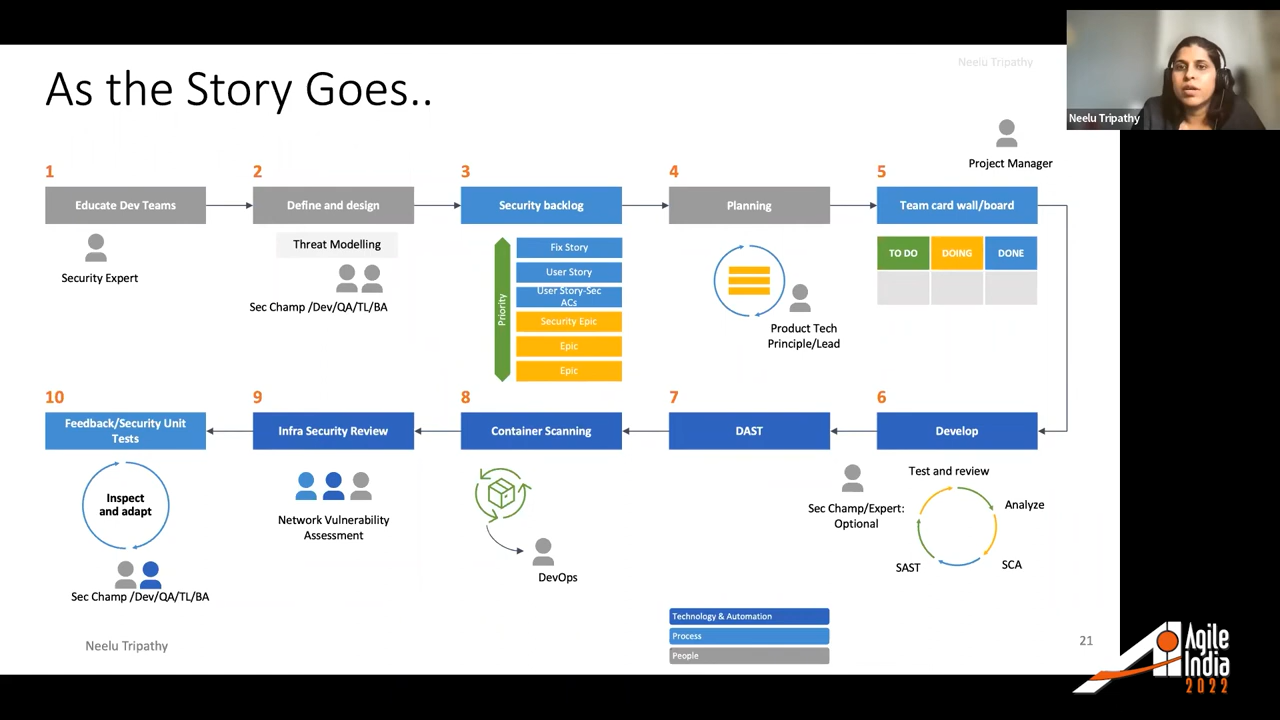 Neelu Tripathy
As the Story Goes..
Neelu Tripathy
Project Manager
1
2
3
4
5
Educate Dev Teams
Define and design
Security backlog
Planning
Team card wall/board
Security Expert
Threat Modelling
Sec Champ /Dev/QA/TL/BA
Priority
Fix Story
User Story
User Story-Sec
ACs
Security Epic
Epic
Epic
Product Tech
Principle/Lead
TO DO
DOING
DONE
10
9
8
7
6
Feedback/Security Unit
Tests
Infra Security Review
Container Scanning
DAST
Develop
Inspect
and adapt
Sec Champ /Dev/QA/TL/BA
Network Vulnerability
Assessment
DevOps
Sec Champ/Expert:
Optional
Test and review
Analyze
SCA
SAST
Technology & Automation
Process
People
Neelu Tripathy
21
Agile
India
2022